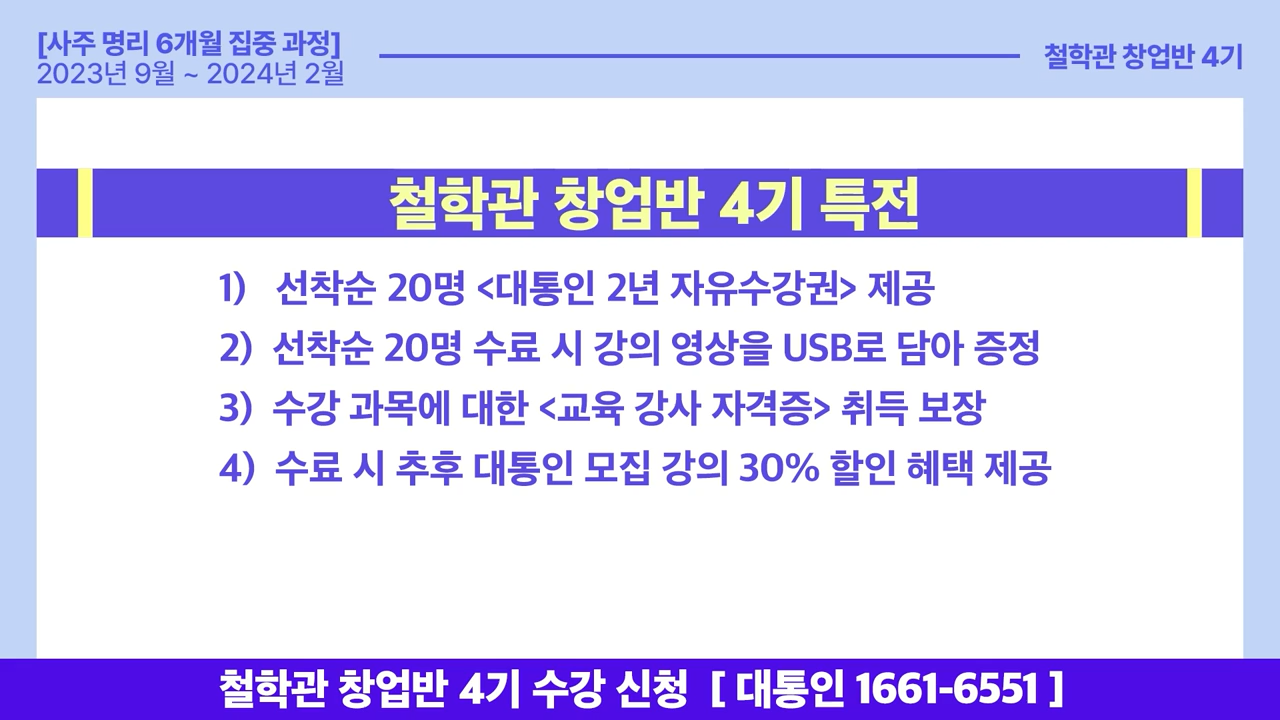 [사주 명리 6개월 집중 과정]
2023년 9월 ~ 2024년 2월
철학관 창업반 4기
철학관 창업반 4기 특전
1) 선착순 20명 <대통인 2년 자유수강권> 제공
2) 선착순 20명 수료 시 강의 영상을 USB로 담아 증정
3) 수강 과목에 대한 <교육 강사 자격증> 취득 보장
4) 수료 시 추후 대통인 모집 강의 30% 할인 혜택 제공
철학관 창업반 4기 수강 신청 [ 대통인 1661-6551 ]